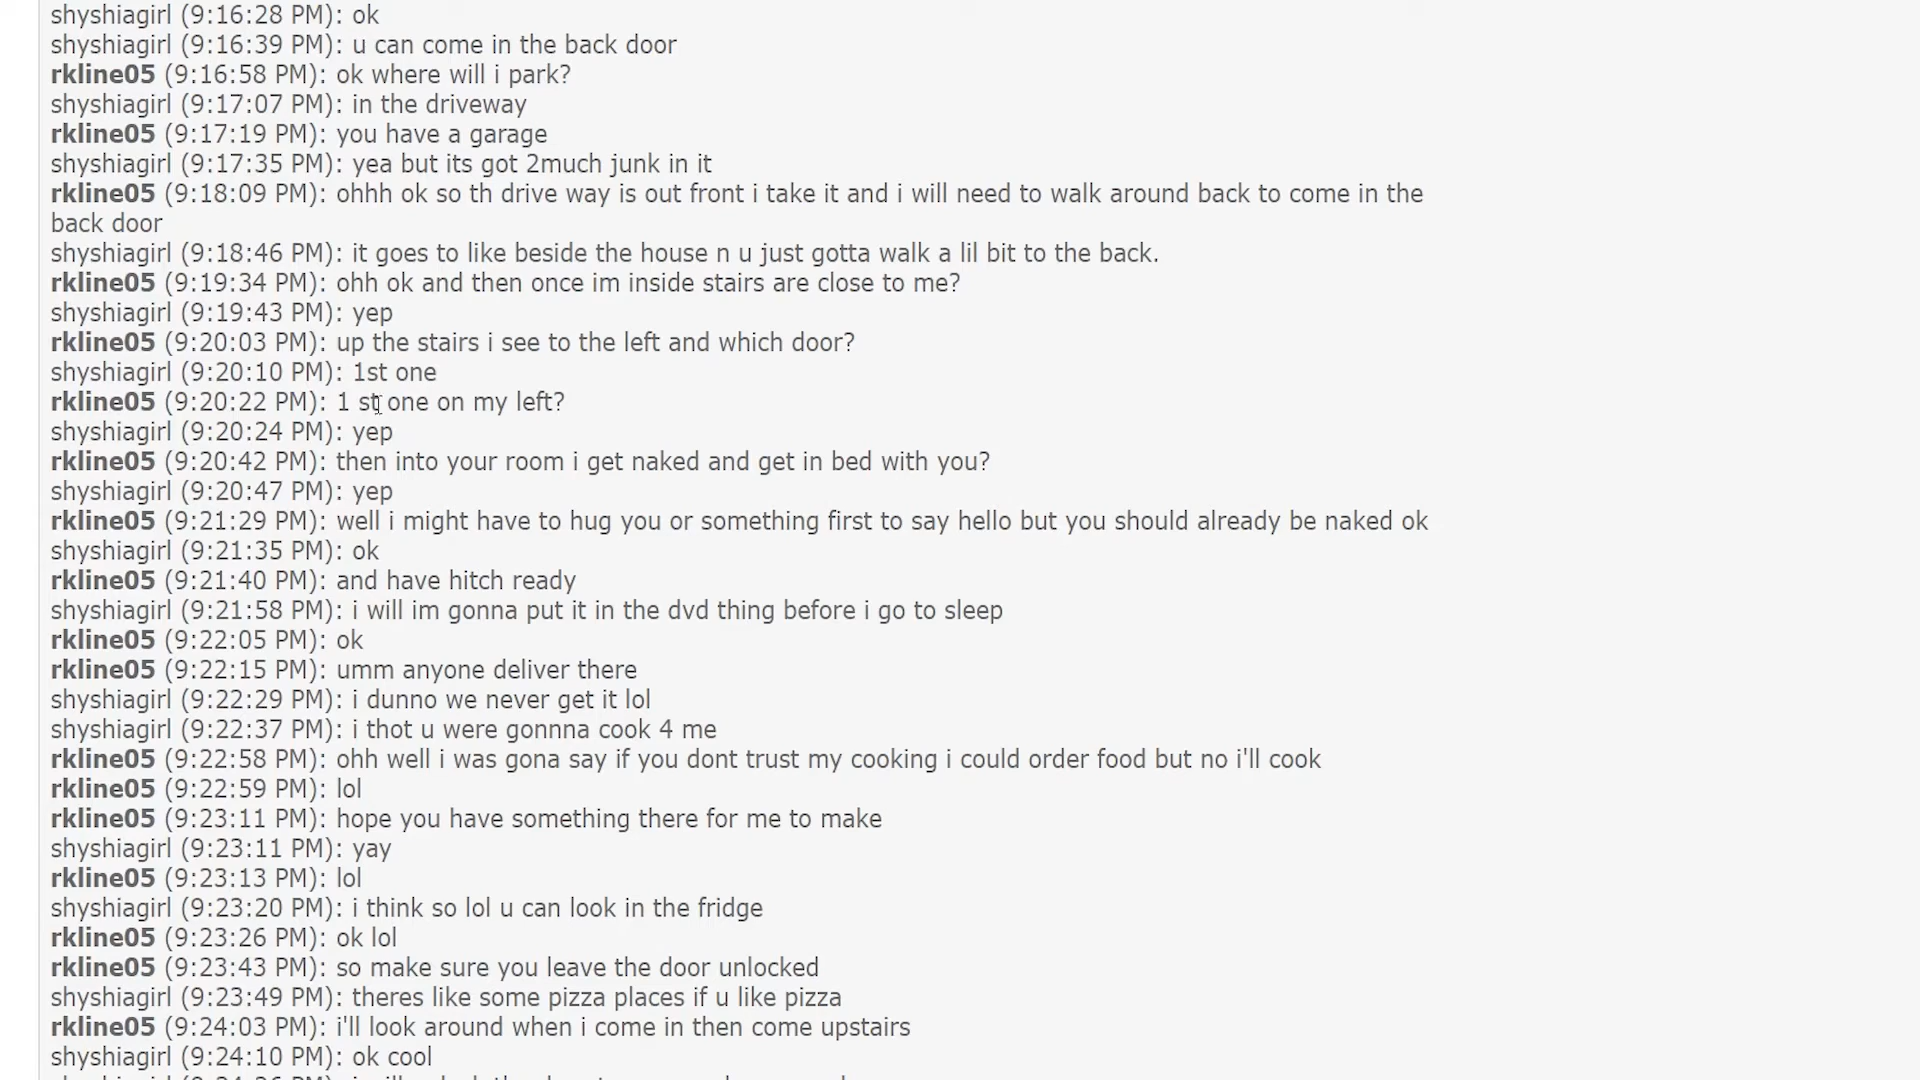 shyshiagirl (9:16:28 PM): ok
shyshiagirl (9:16:39 PM): u can come in the back door
rkline05 (9:16:58 PM): ok where will i park?
shyshiagirl (9:17:07 PM): in the driveway
rkline05 (9:17:19 PM): you have a garage
shyshiagirl (9:17:35 PM): yea but its got 2much junk in it
rkline05 (9:18:09 PM): ohhh ok so th drive way is out front i take it and i will need to walk around back to come in the
back door
shyshiagirl (9:18:46 PM): it goes to like beside the house n u just gotta walk a lil bit to the back.
rkline05 (9:19:34 PM): ohh ok and then once im inside stairs are close to me?
shyshiagirl (9:19:43 PM): yep
rkline05 (9:20:03 PM): up the stairs i see to the left and which door?
shyshiagirl (9:20:10 PM): 1st one
rkline05 (9:20:22 PM): 1 st one on my left?
shyshiagirl (9:20:24 PM): yep
rkline05 (9:20:42 PM): then into your room i get naked and get in bed with you?
shyshiagirl (9:20:47 PM): yep
rkline05 (9:21:29 PM): well i might have to hug you or something first to say hello but you should already be naked ok
shyshiagirl (9:21:35 PM): ok
rkline05 (9:21:40 PM): and have hitch ready
shyshiagirl (9:21:58 PM): i will im gonna put it in the dvd thing before i go to sleep
rkline05 (9:22:05 PM): ok
rkline05 (9:22:15 PM): umm anyone deliver there
shyshiagirl (9:22:29 PM): i dunno we never get it lol
shyshiagirl (9:22:37 PM): i thot u were gonnna cook 4 me
rkline05 (9:22:58 PM): ohh well i was gona say if you dont trust my cooking i could order food but no i'll cook
rkline05 (9:22:59 PM): lol
rkline05 (9:23:11 PM): hope you have something there for me to make
shyshiagirl (9:23:11 PM): yay
rkline05 (9:23:13 PM): lol
shyshiagirl (9:23:20 PM): i think so lol u can look in the fridge
rkline05 (9:23:26 PM): ok lol
rkline05 (9:23:43 PM): so make sure you leave the door unlocked
shyshiagirl (9:23:49 PM): theres like some pizza places if u like pizza
rkline05 (9:24:03 PM): i'll look around when i come in then come upstairs
shyshiagirl (9:24:10 PM): ok cool